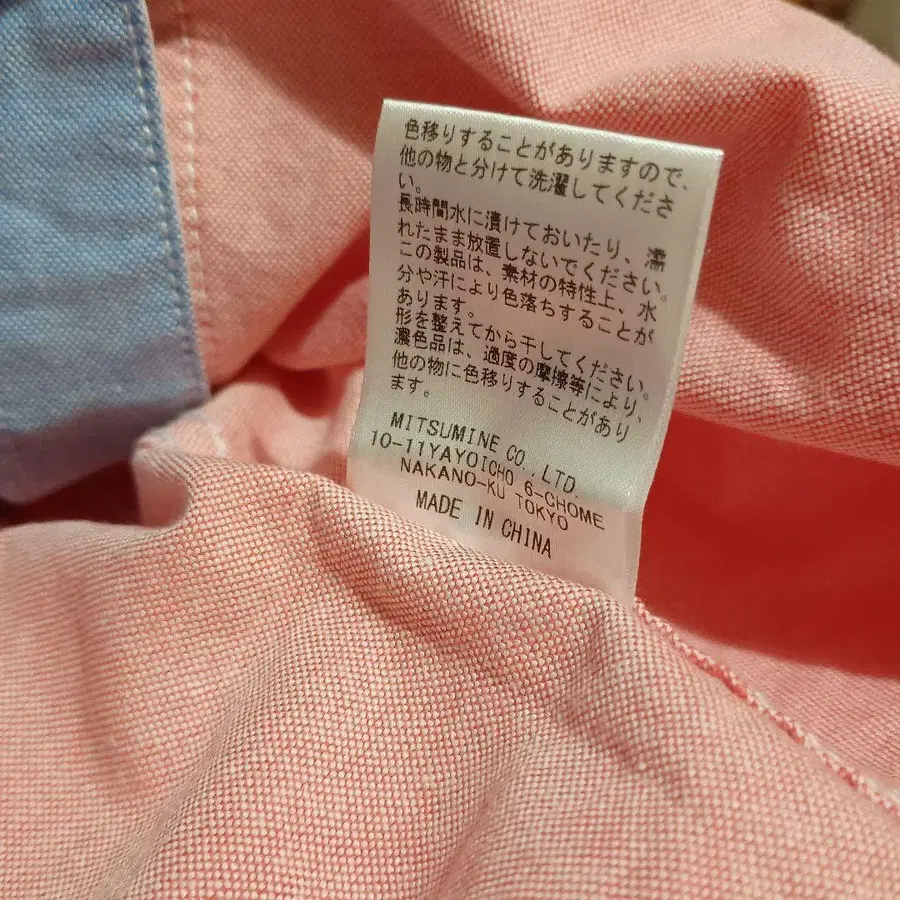 色移りすることがありますので、
他の物と分けて洗濯してくださ
い。
長時間水に漬けておいたり、濡
れたまま放置しないでください。
この製品は、素材の特性上、水
分や汗により色落ちすることが
あります。
形を整えてから干してください。
濃色品は、過度の摩擦等により、
他の物に色移りすることがあり
ます。
MITSUMINE CO.,LTD.
10-11YAYOICHO 6-CHOME
NAKANO-KU TOKYO
MADE IN CHINA